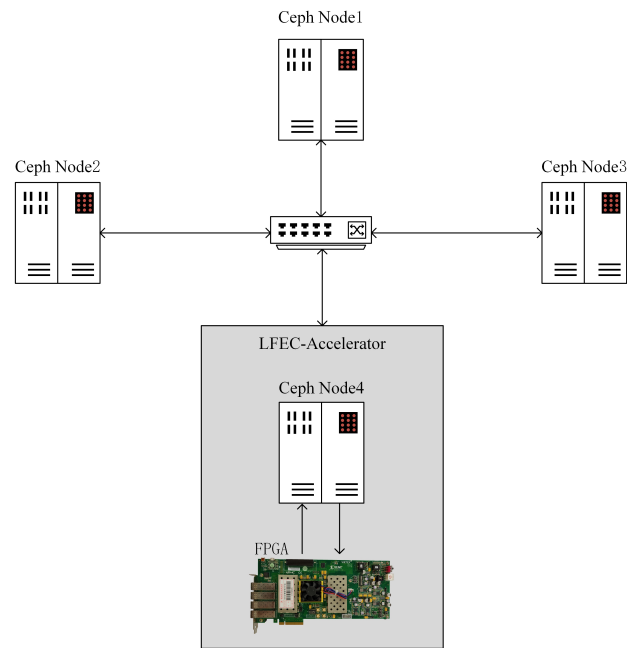 Ceph Node1
Ceph Node2
Ceph Node3
LFEC-Accelerator
Ceph Node4
FPGA